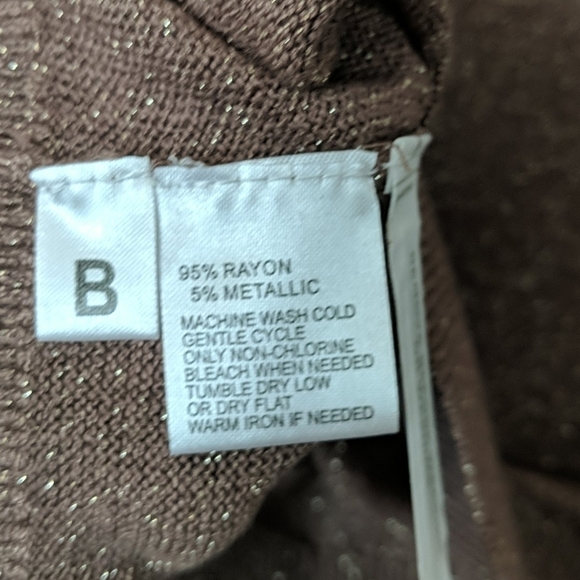 B
95% RAYON
5% METALLIC
MACHINE WASH COLD
GENTLE CYCLE
ONLY NON-CHLORINE
BLEACH WHEN NEEDED
TUMBLE DRY LOW
OR DRY FLAT
WARM IRON IF NEEDED